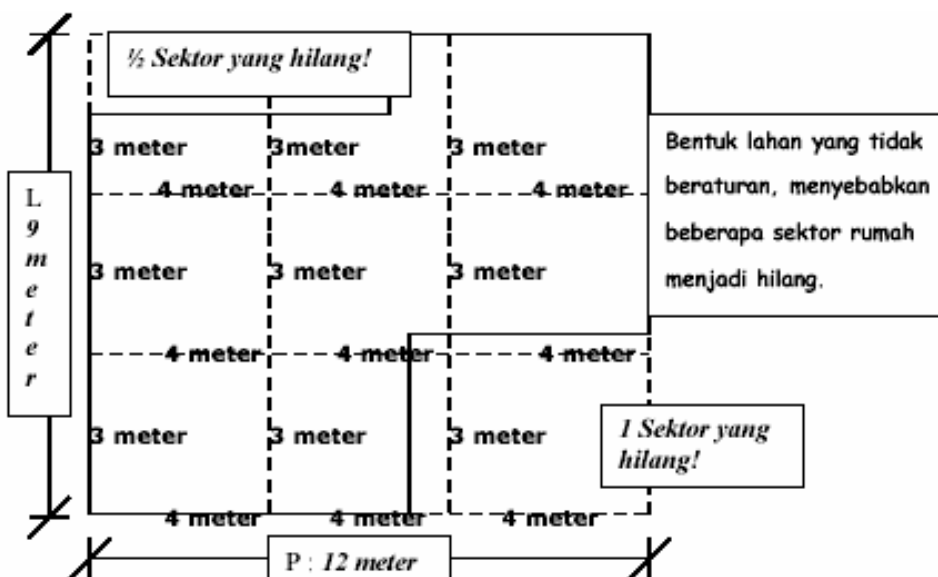 ½ Sektor yang hilang!
3 meter 3meter 3 meter
4 meter 4 meter 4 meter
Bentuk lahan yang tidak
beraturan, menyebabkan
beberapa sektor rumah
menjadi hilang.
L
9
m
e
t
e
r
3 meter 3 meter 3 meter
4 meter 4 meter 4 meter
3 meter 3 meter 3 meter
1 Sektor yang
hilang!
4 meter 4 meter 4 meter
P : 12 meter